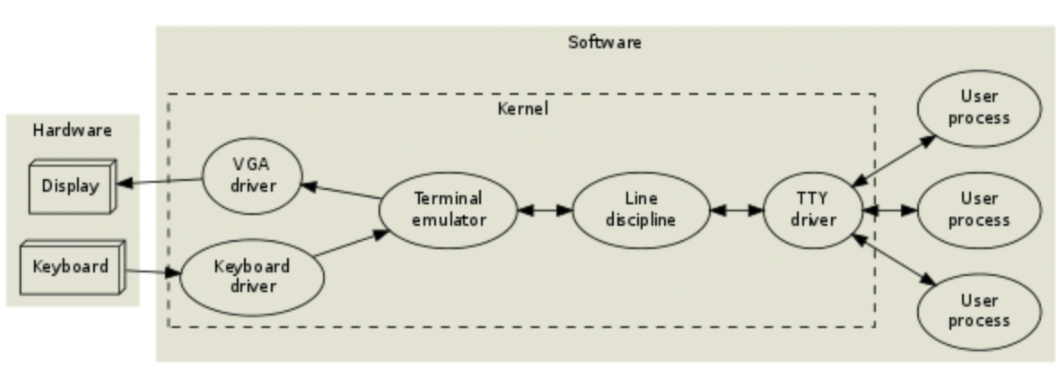 Software
Kernel
Hardware
Display
Keyboard
VGA
driver
Keyboard
driver
Terminal
emulator
Line
discipline
TTY
driver
User
process
User
process
User
process